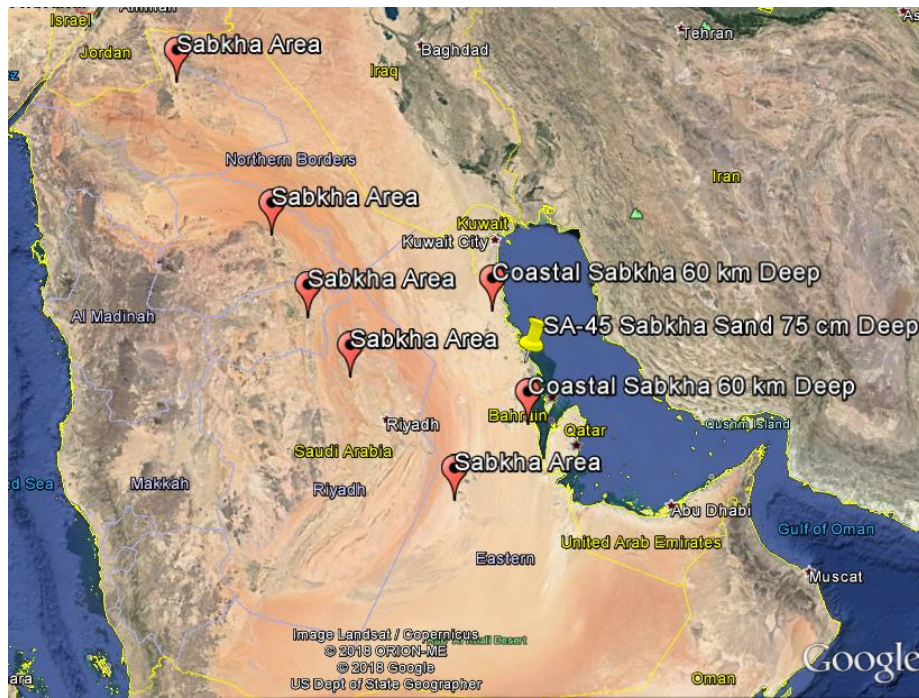 Israel
Jordan
Sabkha Area
Baghdad
Iraq
Tehran
Northern Borders
Iran
Sabkha Area
Kuwait
Kuwait City
Coastal Sabkha 60 km Deep
Sabkha Area
Al Madinah
SA-45 Sabkha Sand 75 cm Deep
Sabkha Area
Coastal Sabkha 60 km Deep
Bahrain
Riyadh
Qatar
Qushm Island
Saudi Arabia
Sabkha Area
Makkah
Riyadh
Abu Dhabi
Gulf of Oman
United Arab Emirates
Eastern
Muscat
Image Landsat / Copernicus
© 2018 ORION-ME
© 2018 Google
US Dept of State Geographer
Google
Oman